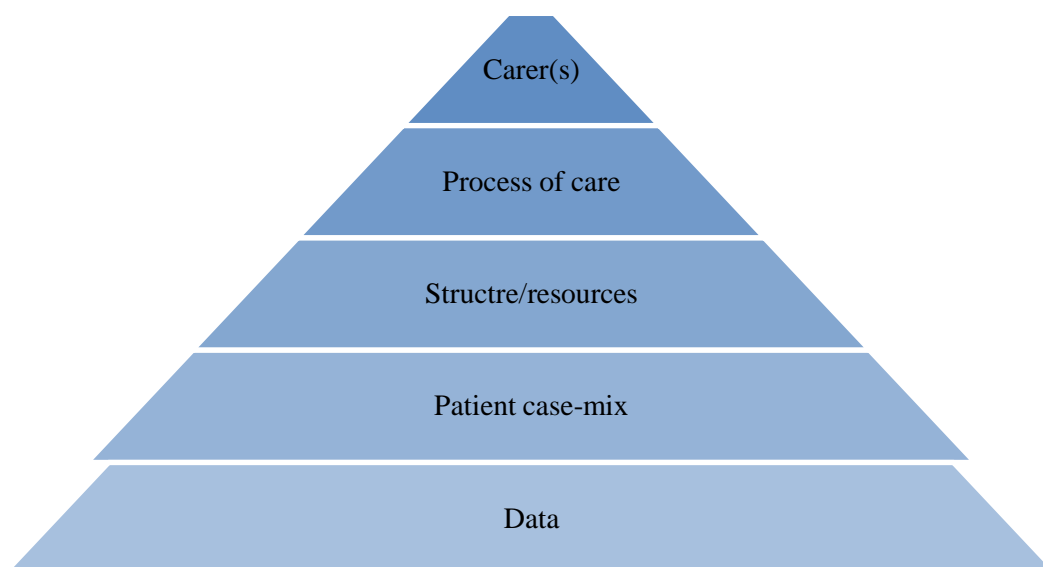 Carer(s)
Process of care
Structre/resources
Patient case-mix
Data